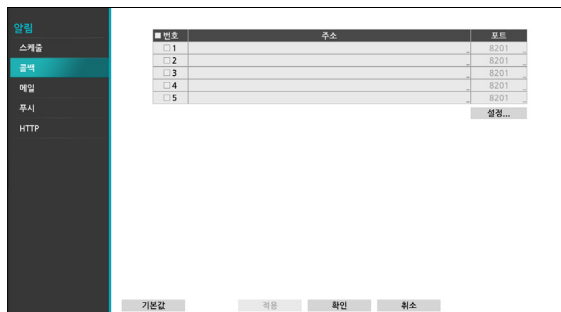 알림
스케줄
콜백
메일
푸시
HTTP
■ 번호 주소 포트
□ 1 8201
□ 2 8201
□ 3 8201
□ 4 8201
□ 5 8201
설정...
기본값 적용 확인 취소